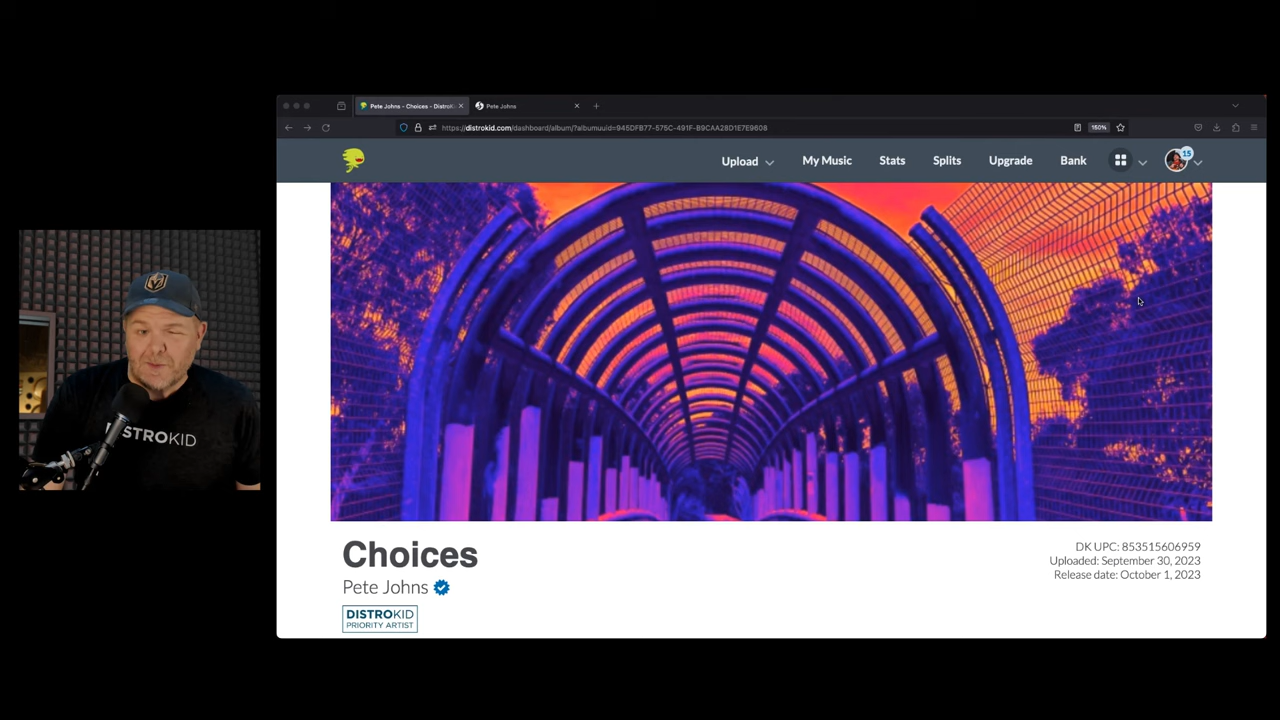 Pete Johns - Choices - DistroKi
Pete Johns
https://distrokid.com/dashboard/album/?albumuuid=945DFB77-575C-491F-B9CAA28D1E7E9608
150%
Upload
My Music
Stats
Splits
Upgrade
Bank
15
DISTROKID
Choices
Pete Johns
DISTROKID
PRIORITY ARTIST
DK UPC: 853515606959
Uploaded: September 30, 2023
Release date: October 1, 2023